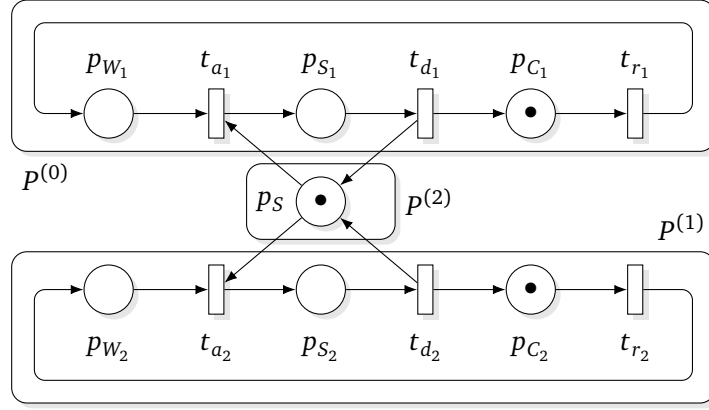 p_{W_1} t_{a_1} p_{S_1} t_{d_1} p_{C_1} t_{r_1}
P^{(0)}
p_S P^{(2)}
P^{(1)}
p_{W_2} t_{a_2} p_{S_2} t_{d_2} p_{C_2} t_{r_2}